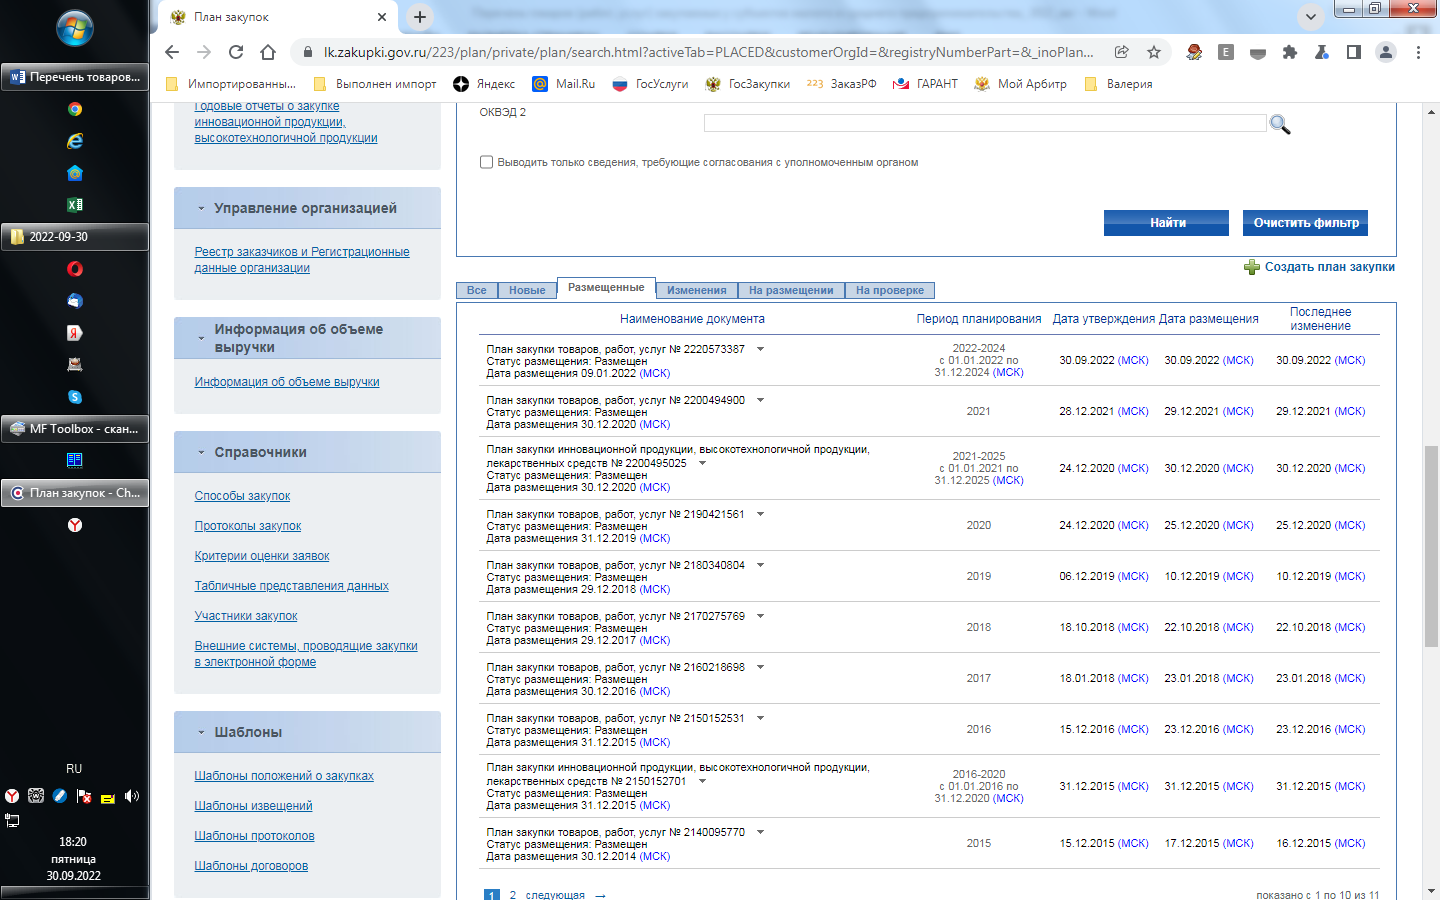 План закупок
lk.zakupki.gov.ru/223/plan/private/plan/search.html?activeTab=PLACED&customerOrgId=&registryNumberPart=&_inoPlan...
Импортированны...
Выполнен импорт
Яндекс
Mail.Ru
ГосУслуги
ГосЗакупки
223 ЗаказРФ
ГАРАНТ
Мой Арбитр
Валерия
Перечень товаров...
2022-09-30
MF Toolbox - скан...
План закупок - Ch...
RU
18:20
пятница
30.09.2022
Годовые отчеты о закупке
инновационной продукции,
высокотехнологичной продукции
Управление организацией
Реестр заказчиков и Регистрационные
данные организации
Информация об объеме
выручки
Информация об объеме выручки
Справочники
Способы закупок
Протоколы закупок
Критерии оценки заявок
Табличные представления данных
Участники закупок
Внешние системы, проводящие закупки
в электронной форме
Шаблоны
Шаблоны положений о закупках
Шаблоны извещений
Шаблоны протоколов
Шаблоны договоров
ОКВЭД 2
Выводить только сведения, требующие согласования с уполномоченным органом
Найти
Очистить фильтр
Создать план закупки
Все
Новые
Размещенные
Изменения
На размещении
На проверке
Наименование документа Период планирования Дата утверждения Дата размещения Последнее
изменение
План закупки товаров, работ, услуг № 2220573387
Статус размещения: Размещен
Дата размещения 09.01.2022 (МСК)
2022-2024
с 01.01.2022 по
31.12.2024 (МСК)
30.09.2022 (МСК) 30.09.2022 (МСК) 30.09.2022 (МСК)
План закупки товаров, работ, услуг № 2200494900
Статус размещения: Размещен
Дата размещения 30.12.2020 (МСК)
2021
28.12.2021 (МСК) 29.12.2021 (МСК) 29.12.2021 (МСК)
План закупки инновационной продукции, высокотехнологичной продукции,
лекарственных средств № 2200495025
Статус размещения: Размещен
Дата размещения 30.12.2020 (МСК)
2021-2025
с 01.01.2021 по
31.12.2025 (МСК)
24.12.2020 (МСК) 30.12.2020 (МСК) 30.12.2020 (МСК)
План закупки товаров, работ, услуг № 2190421561
Статус размещения: Размещен
Дата размещения 31.12.2019 (МСК)
2020
24.12.2020 (МСК) 25.12.2020 (МСК) 25.12.2020 (МСК)
План закупки товаров, работ, услуг № 2180340804
Статус размещения: Размещен
Дата размещения 29.12.2018 (МСК)
2019
06.12.2019 (МСК) 10.12.2019 (МСК) 10.12.2019 (МСК)
План закупки товаров, работ, услуг № 2170275769
Статус размещения: Размещен
Дата размещения 29.12.2017 (МСК)
2018
18.10.2018 (МСК) 22.10.2018 (МСК) 22.10.2018 (МСК)
План закупки товаров, работ, услуг № 2160218698
Статус размещения: Размещен
Дата размещения 30.12.2016 (МСК)
2017
18.01.2018 (МСК) 23.01.2018 (МСК) 23.01.2018 (МСК)
План закупки товаров, работ, услуг № 2150152531
Статус размещения: Размещен
Дата размещения 31.12.2015 (МСК)
2016
15.12.2016 (МСК) 23.12.2016 (МСК) 23.12.2016 (МСК)
План закупки инновационной продукции, высокотехнологичной продукции,
лекарственных средств № 2150152701
Статус размещения: Размещен
Дата размещения 31.12.2015 (МСК)
2016-2020
с 01.01.2016 по
31.12.2020 (МСК)
31.12.2015 (МСК) 31.12.2015 (МСК) 31.12.2015 (МСК)
План закупки товаров, работ, услуг № 2140095770
Статус размещения: Размещен
Дата размещения 30.12.2014 (МСК)
2015
15.12.2015 (МСК) 17.12.2015 (МСК) 16.12.2015 (МСК)
1 2 следующая →
показано с 1 по 10 из 11